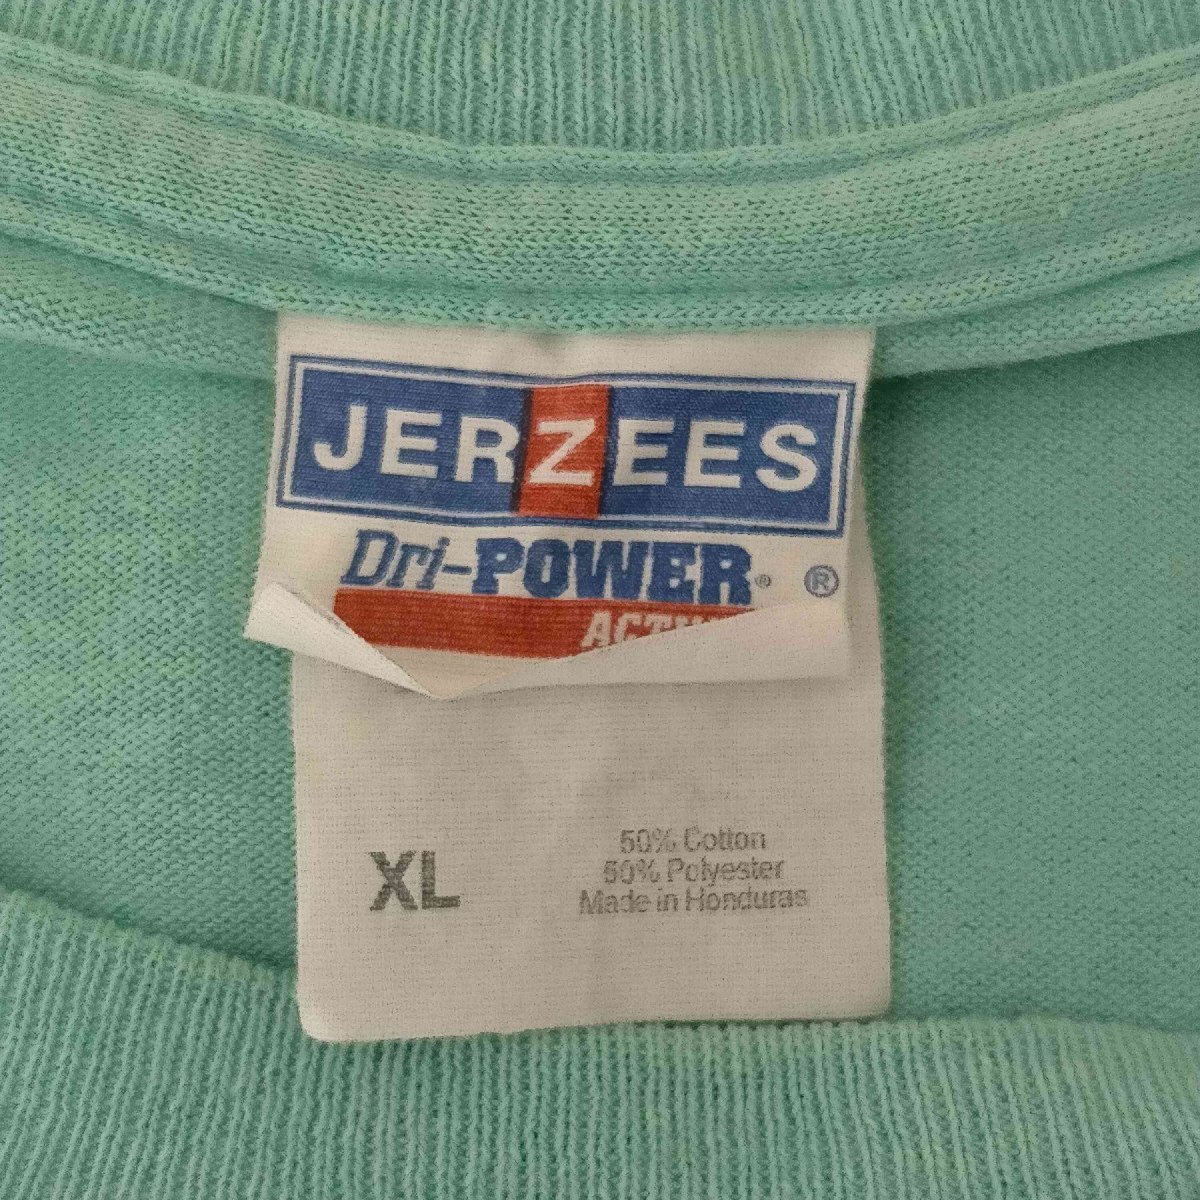 JERZEES
Dri-POWER® ®
XL
50% Cotton
50% Polyester
Made in Honduras